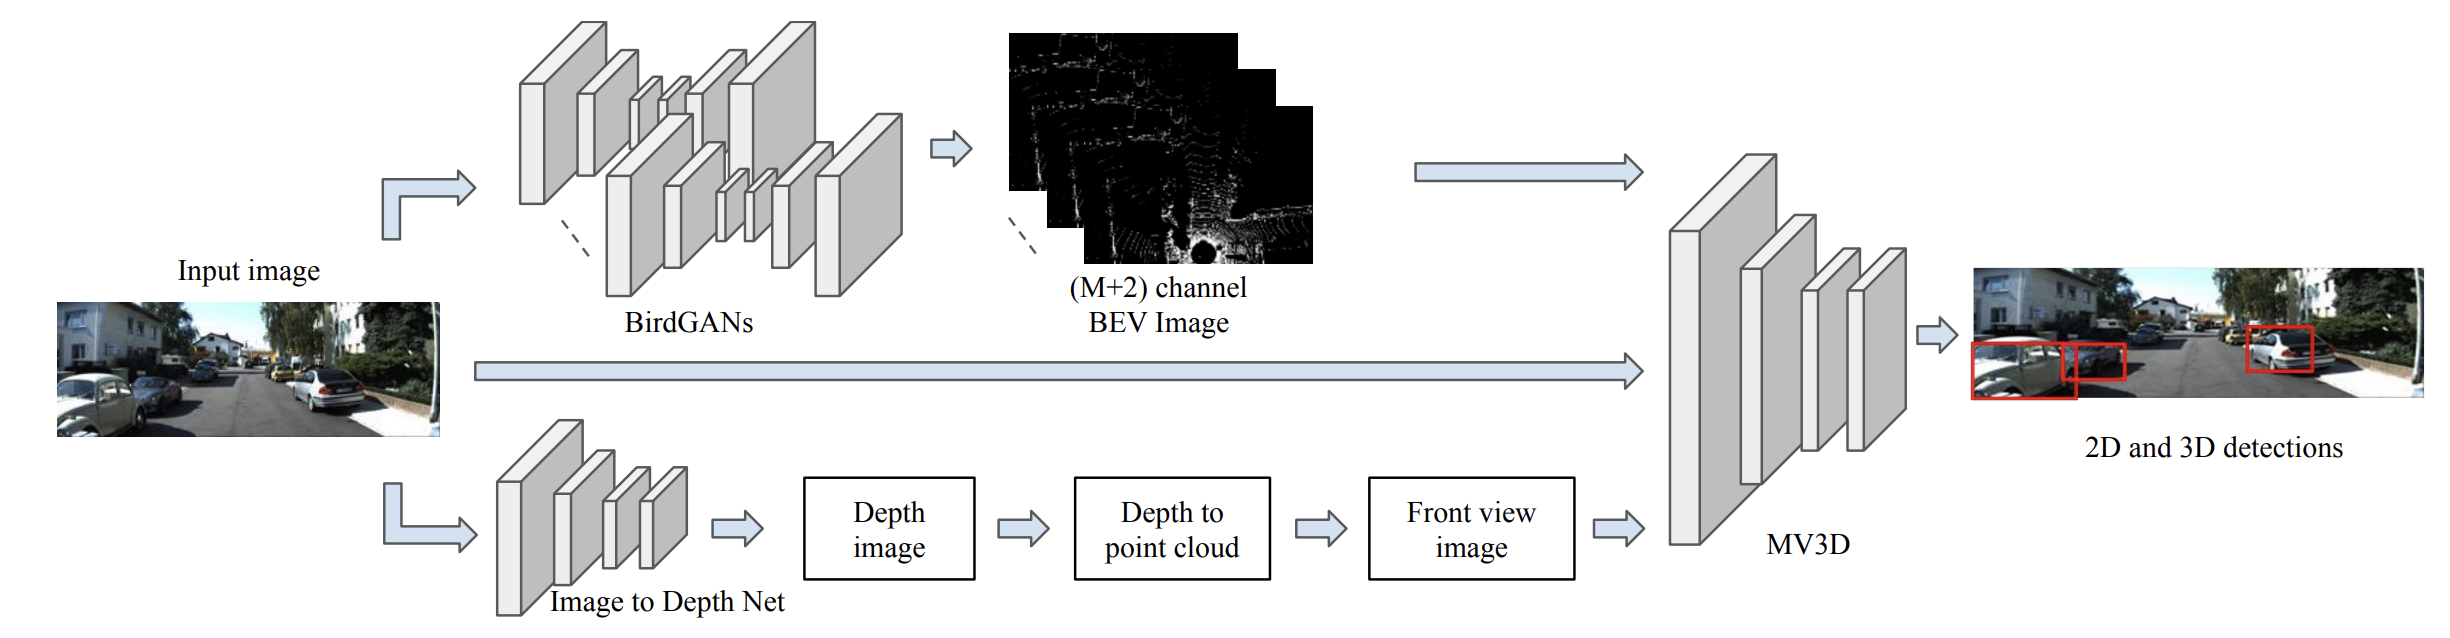 Input image
BirdGANs
(M+2) channel
BEV Image
Image to Depth Net
Depth
image
Depth to
point cloud
Front view
image
MV3D
2D and 3D detections